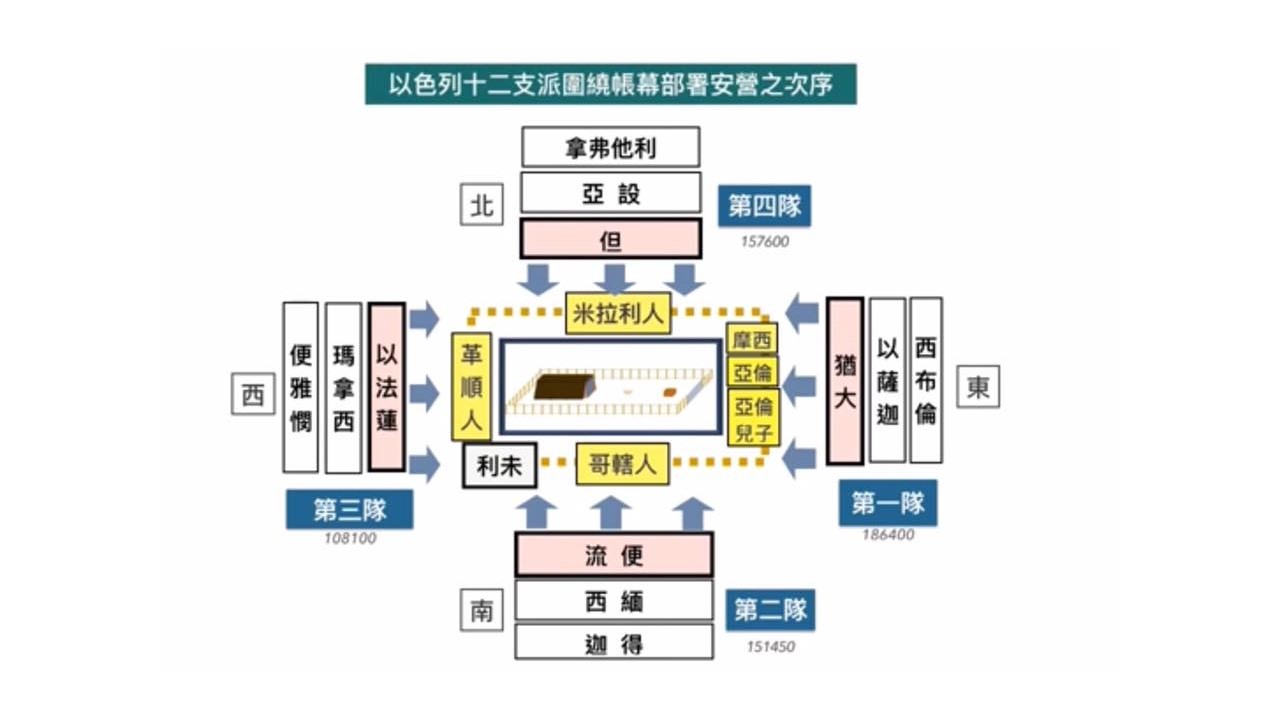 以色列十二支派圍繞帳幕部署安營之次序
拿弗他利
亞設
但
北
第四隊
157600
米拉利人
摩西
亞倫
亞倫
兒子
革順人
利未
哥轄人
西
便雅憫
瑪拿西
以法蓮
第三隊
108100
猶大
以薩迦
西布倫
東
第一隊
186400
流便
西緬
迦得
南
第二隊
151450